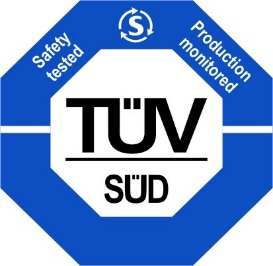 Safety
tested
S
Production
monitored
TÜV
SÜD